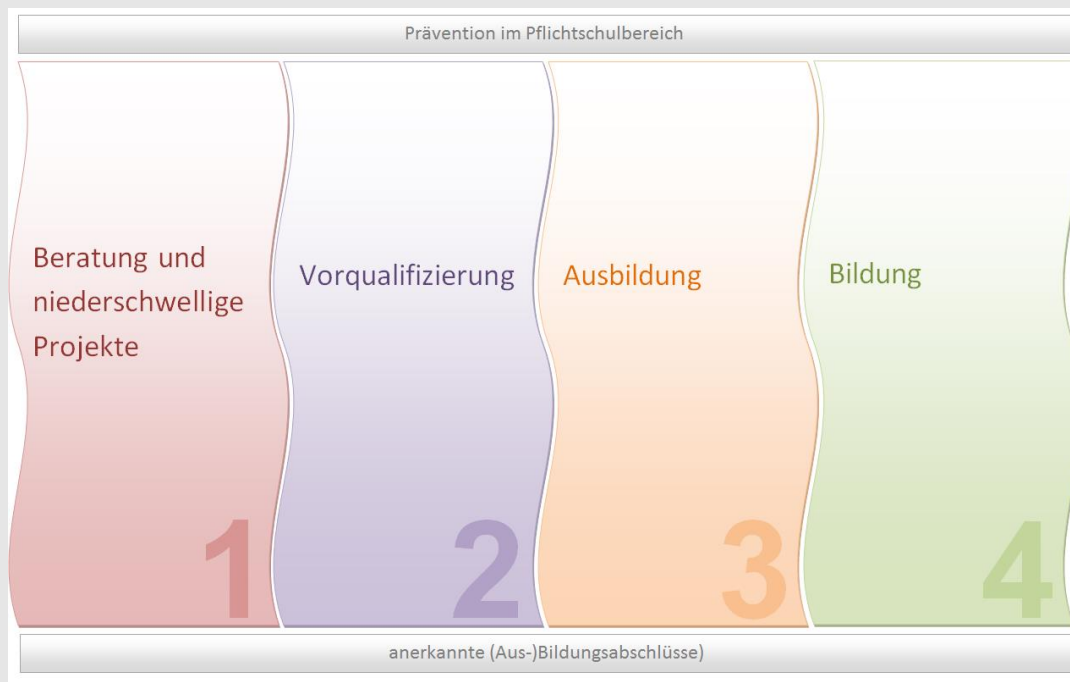 Prävention im Pflichtschulbereich
Beratung und
niederschwellige
Projekte
1
Vorqualifizierung
2
Ausbildung
3
Bildung
4
anerkannte (Aus-)Bildungsabschlüsse)